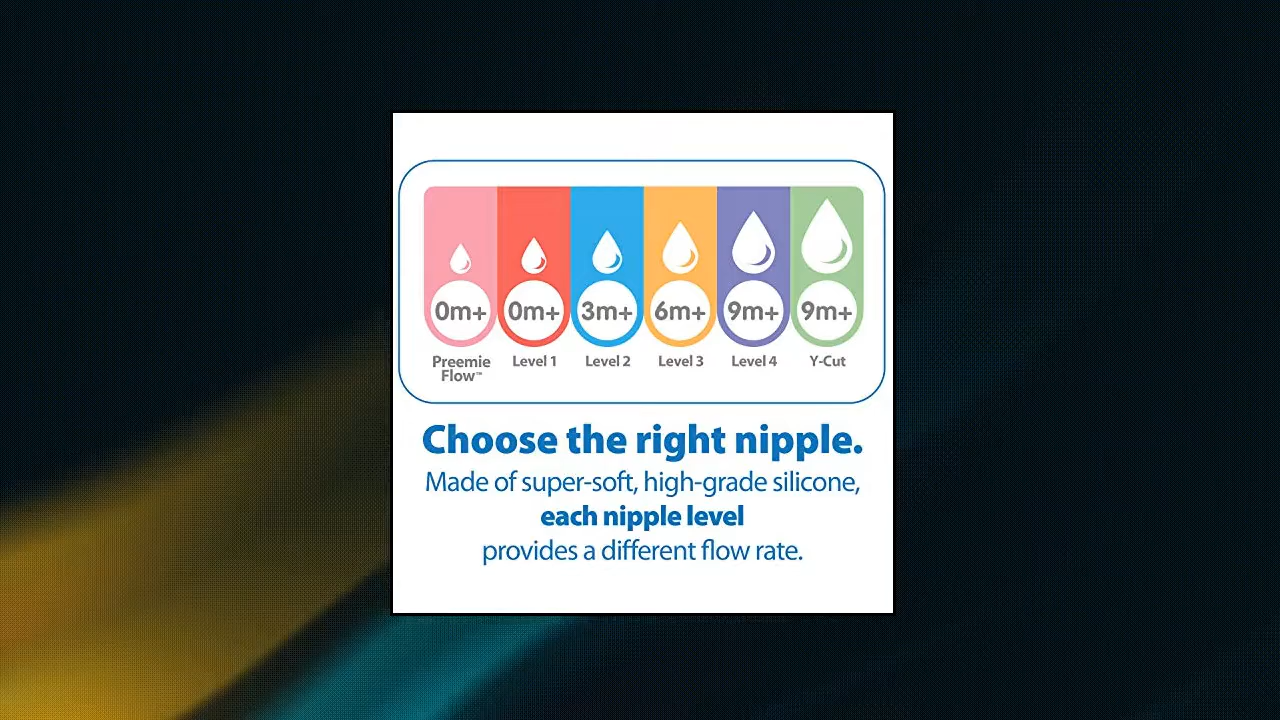 0m+ 0m+ 3m+ 6m+ 9m+ 9m+
Preemie Level 1 Level 2 Level 3 Level 4 Y-Cut
Flow™
Choose the right nipple.
Made of super-soft, high-grade silicone,
each nipple level
provides a different flow rate.